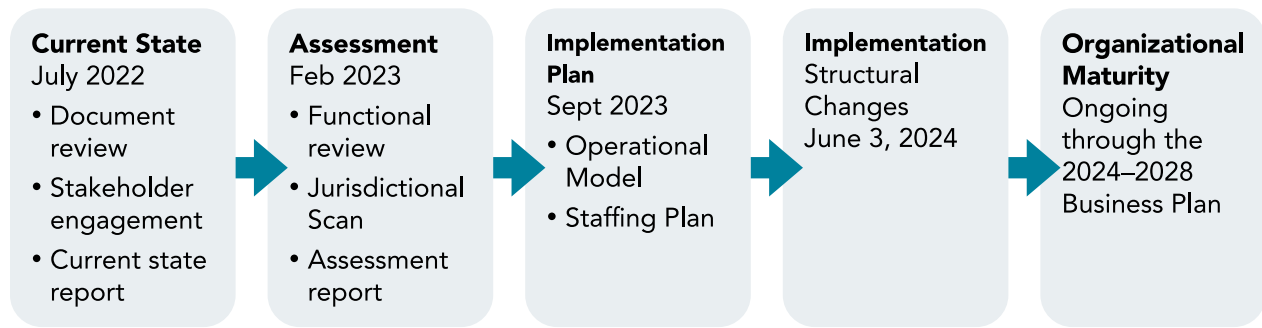 Current State
July 2022
• Document
review
• Stakeholder
engagement
• Current state
report
Assessment
Feb 2023
• Functional
review
• Jurisdictional
Scan
• Assessment
report
Implementation
Plan
Sept 2023
• Operational
Model
• Staffing Plan
Implementation
Structural
Changes
June 3, 2024
Organizational
Maturity
Ongoing
through the
2024–2028
Business Plan